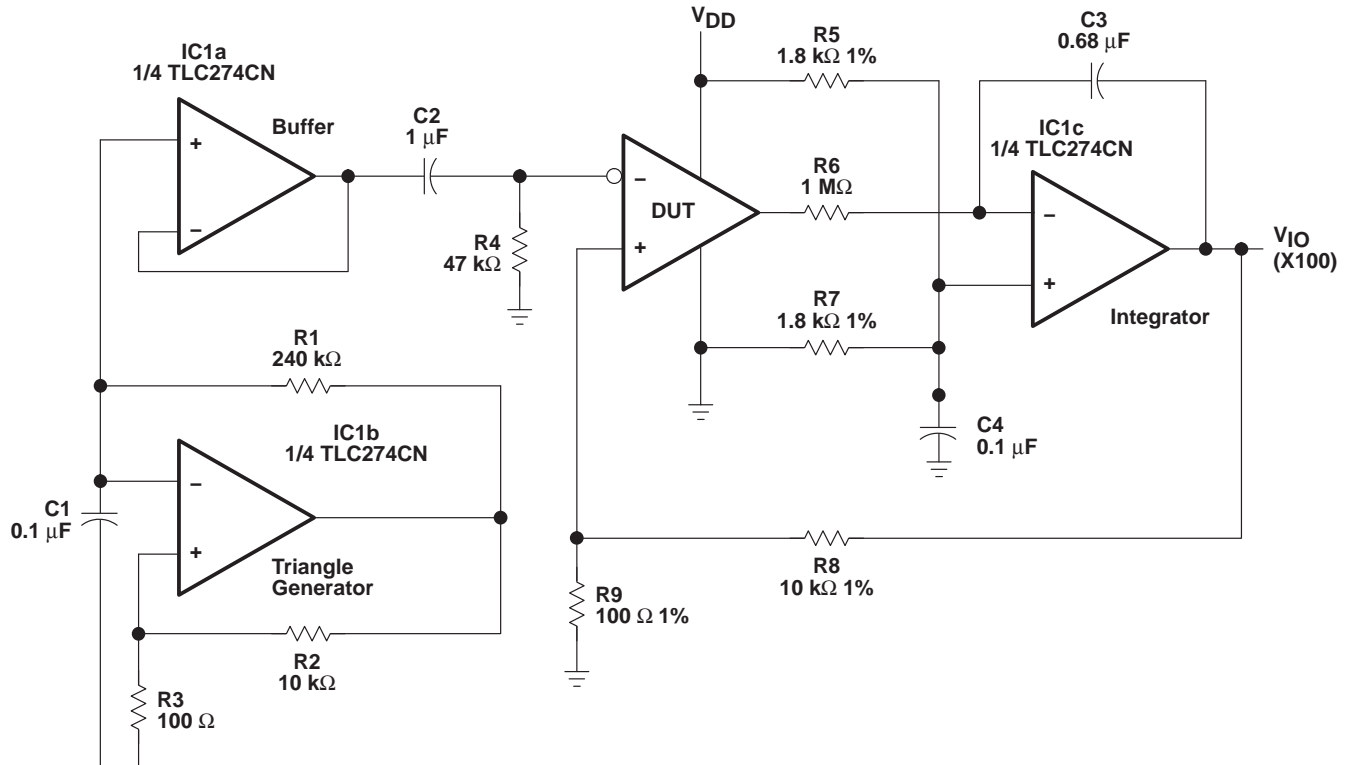 IC1a
1/4 TLC274CN
+
−
Buffer
C2
1 μF
R4
47 kΩ
VDD
−
DUT
+
R5
1.8 kΩ 1%
R6
1 MΩ
R7
1.8 kΩ 1%
C3
0.68 μF
IC1c
1/4 TLC274CN
−
+
Integrator
VIO
(X100)
C4
0.1 μF
R1
240 kΩ
IC1b
1/4 TLC274CN
−
+
Triangle
Generator
C1
0.1 μF
R2
10 kΩ
R3
100 Ω
R8
10 kΩ 1%
R9
100 Ω 1%